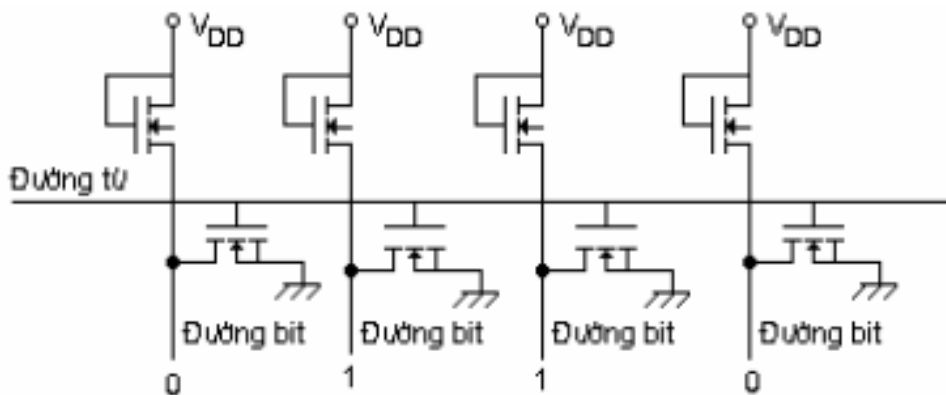 VDD VDD VDD VDD
Đường từ
Đường bit Đường bit Đường bit Đường bit
0 1 1 0